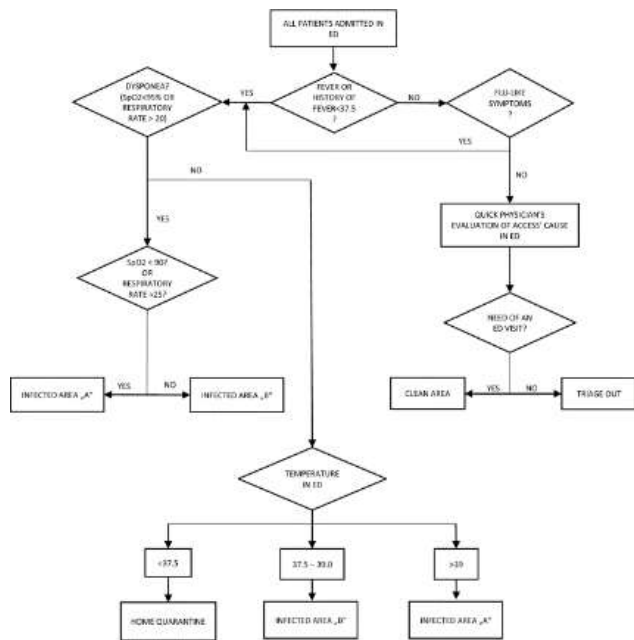 ALL PATIENTS ADMITTED IN
ED
DYSPONEA?
(SpO2<95% OR
RESPIRATORY
RATE > 20)
YES
FEVER OR
HISTORY OF
FEVER<37.5
?
NO
FLU-LIKE
SYMPTOMS
?
YES
NO
NO
QUICK PHYSICIAN'S
EVALUATION OF ACCESS' CAUSE
IN ED
YES
SpO2 < 90?
OR
RESPIRATORY
RATE >25?
NEED OF AN
ED VISIT?
INFECTED AREA „A"
YES
NO
INFECTED AREA „B"
CLEAN AREA
YES
NO
TRIAGE OUT
TEMPERATURE
IN ED
<37.5
37.5 – 39.0
>39
HOME QUARANTINE
INFECTED AREA „B"
INFECTED AREA „A"